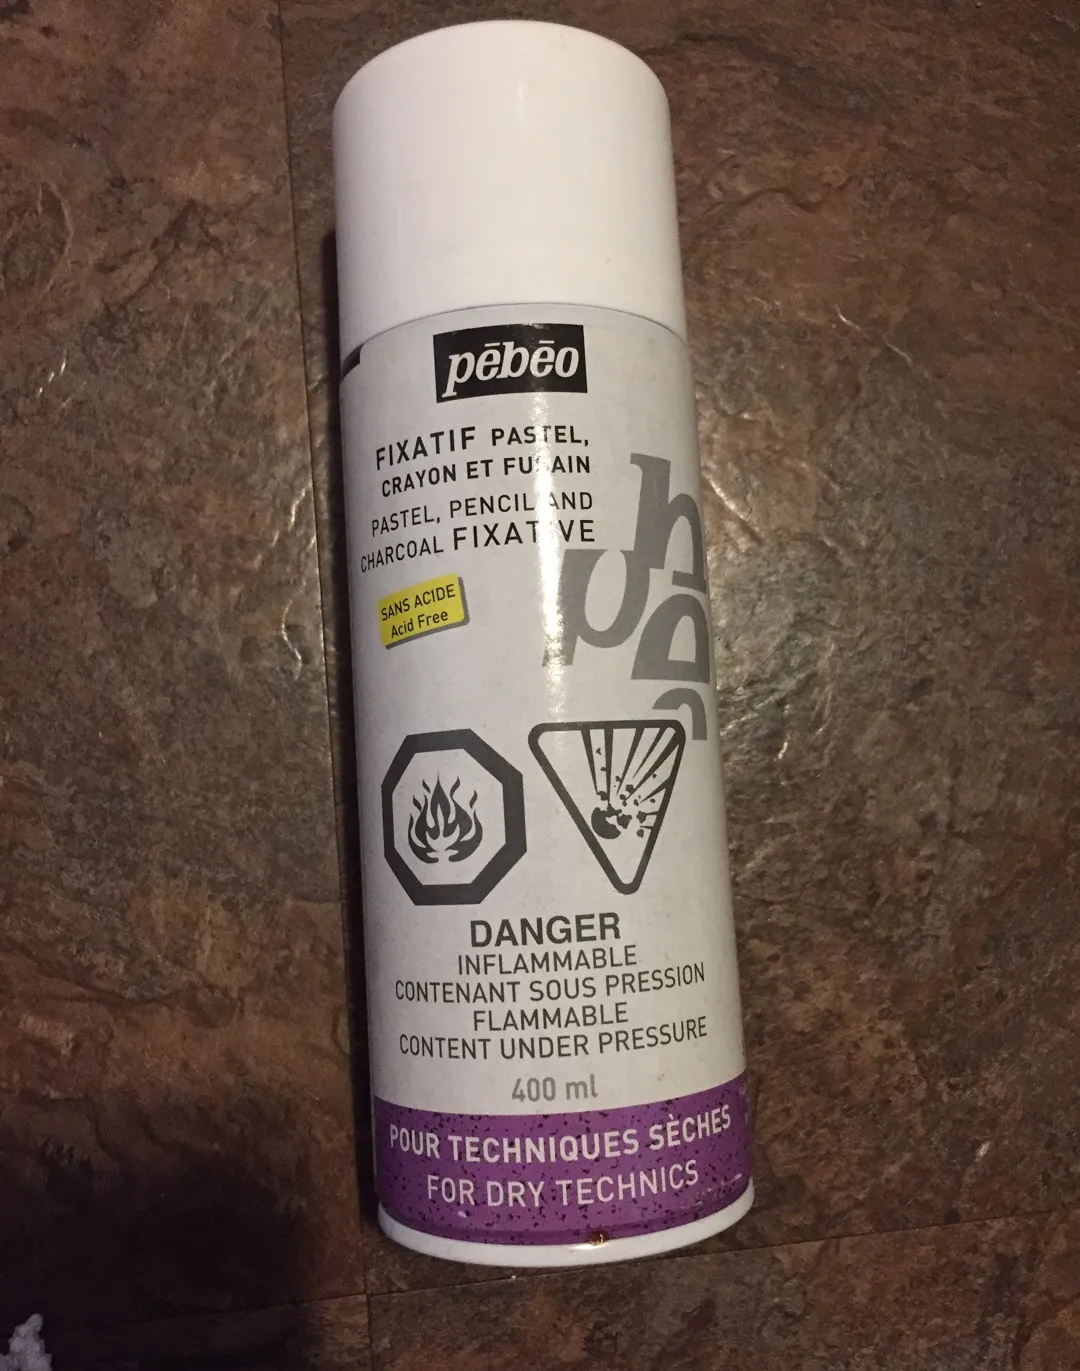 pēbēo
FIXATIF PASTEL,
CRAYON ET FUSAIN
PASTEL, PENCIL AND
CHARCOAL FIXATIVE
SANS ACIDE
Acid Free
DANGER
INFLAMMABLE
CONTENANT SOUS PRESSION
FLAMMABLE
CONTENT UNDER PRESSURE
400 ml
POUR TECHNIQUES SÈCHES
FOR DRY TECHNICS